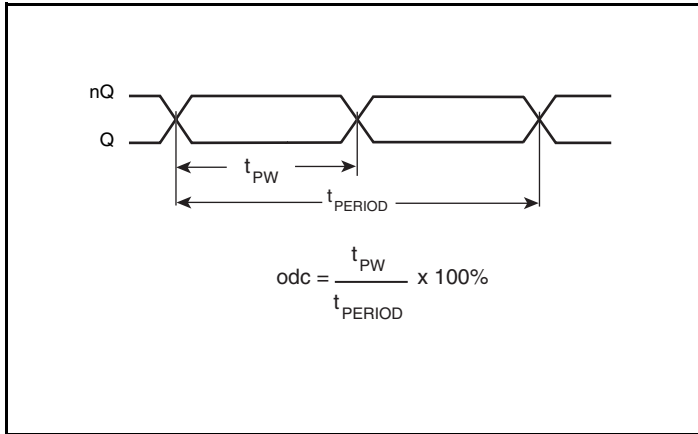 nQ
Q
tPW
tPERIOD
odc = tPW / tPERIOD x 100%